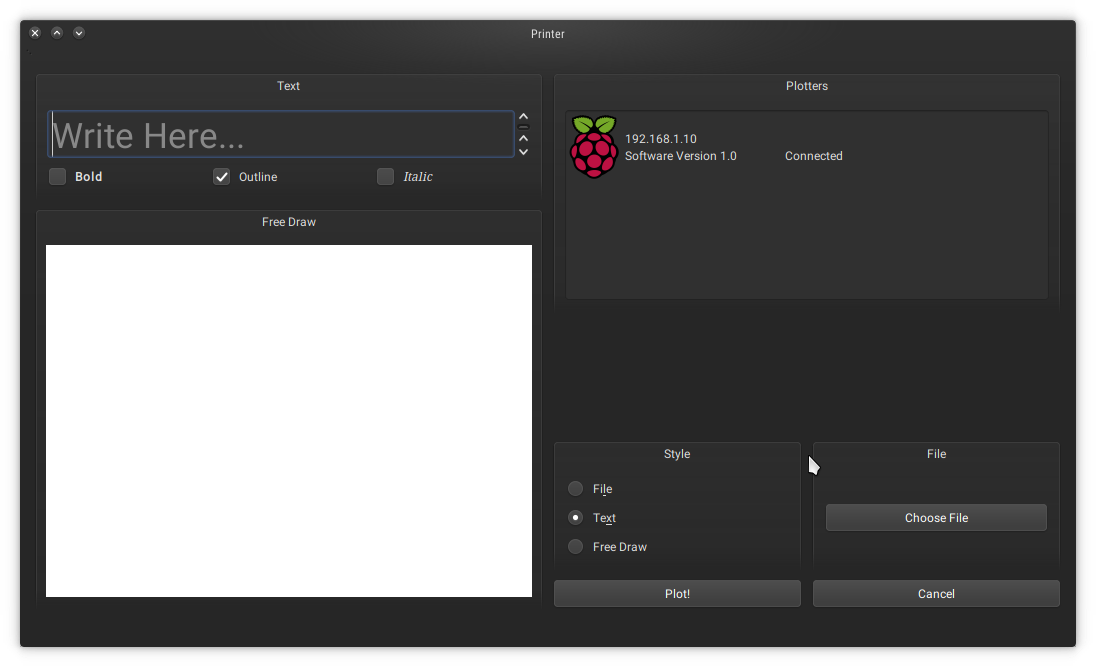 Printer
Text
Write Here...
Bold
Outline
Italic
Free Draw
Plotters
192.168.1.10
Software Version 1.0
Connected
Style
File
Text
Free Draw
File
Choose File
Plot!
Cancel